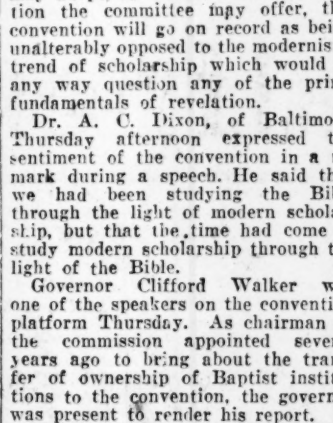 tion the committee may offer, th
convention will go on record as bein
unalterably opposed to the modernis
trend of scholarship which would
any way question any of the prin
fundamentals of revelation.
Dr. A. C. Dixon, of Baltimo
Thursday afternoon expressed t
sentiment of the convention in a r
mark during a speech. He said th
we had been studying the Bib
through the light of modern schola
ship, but that the time had come
study modern scholarship through t
light of the Bible.
Governor Clifford Walker w
one of the speakers on the conventi
platform Thursday. As chairman
the commission appointed sever
years ago to bring about the tran
fer of ownership of Baptist instit
tions to the convention, the govern
was present to render his report.